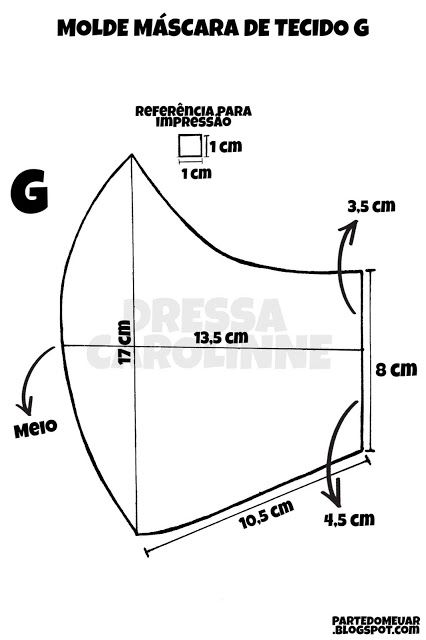 MOLDE MÁSCARA DE TECIDO G
Referência para
impressão
1 cm
1 cm
G
3,5 cm
DRESSA
CAROLINNE
17 cm
13,5 cm
8 cm
Meio
10,5 cm
4,5 cm
PARTEDOMEUAR
.BLOGSPOT.COM